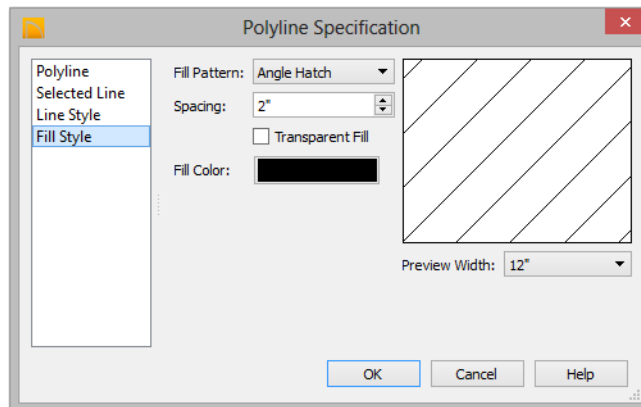 Polyline Specification
Polyline
Selected Line
Line Style
Fill Style
Fill Pattern: Angle Hatch
Spacing: 2"
Transparent Fill
Fill Color:
Preview Width: 12"
OK Cancel Help